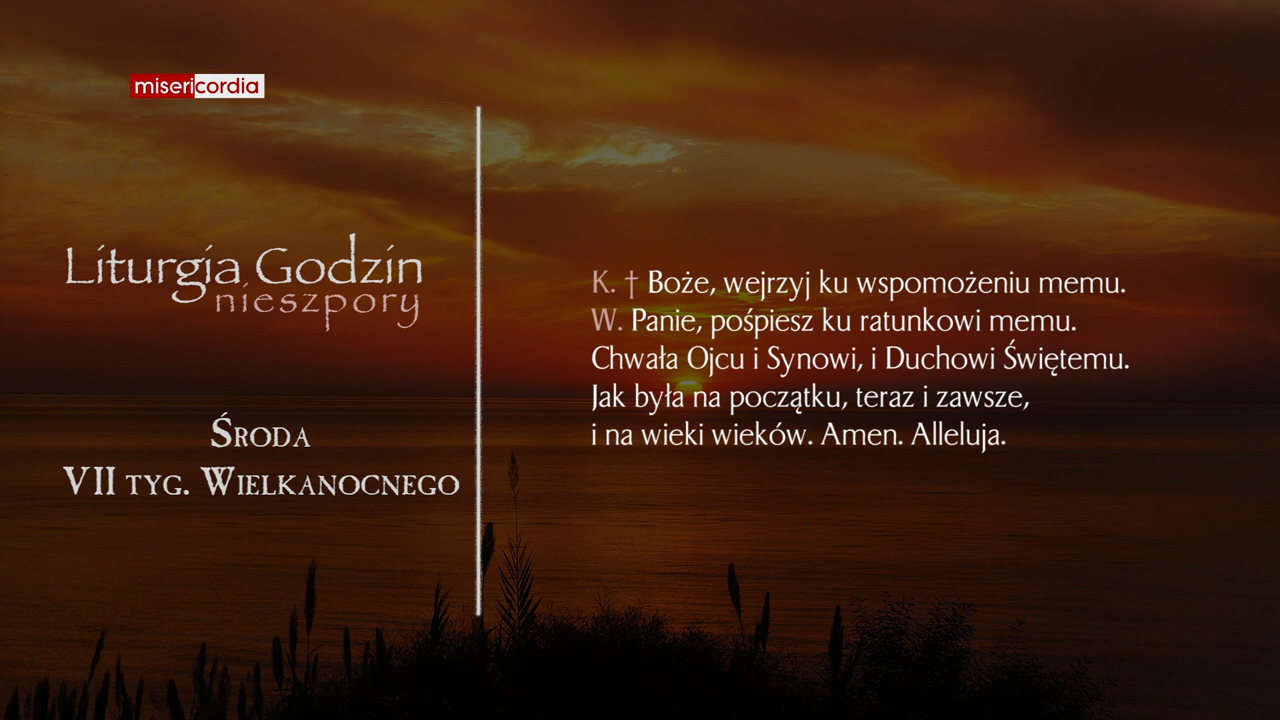 misericordia
Liturgia Godzin
nieszpory
Środa
VII tyg. Wielkanocnego
K. † Boże, wejrzyj ku wspomożeniu memu.
W. Panie, pośpiesz ku ratunkowi memu.
Chwała Ojcu i Synowi, i Duchowi Świętemu.
Jak była na początku, teraz i zawsze,
i na wieki wieków. Amen. Alleluja.